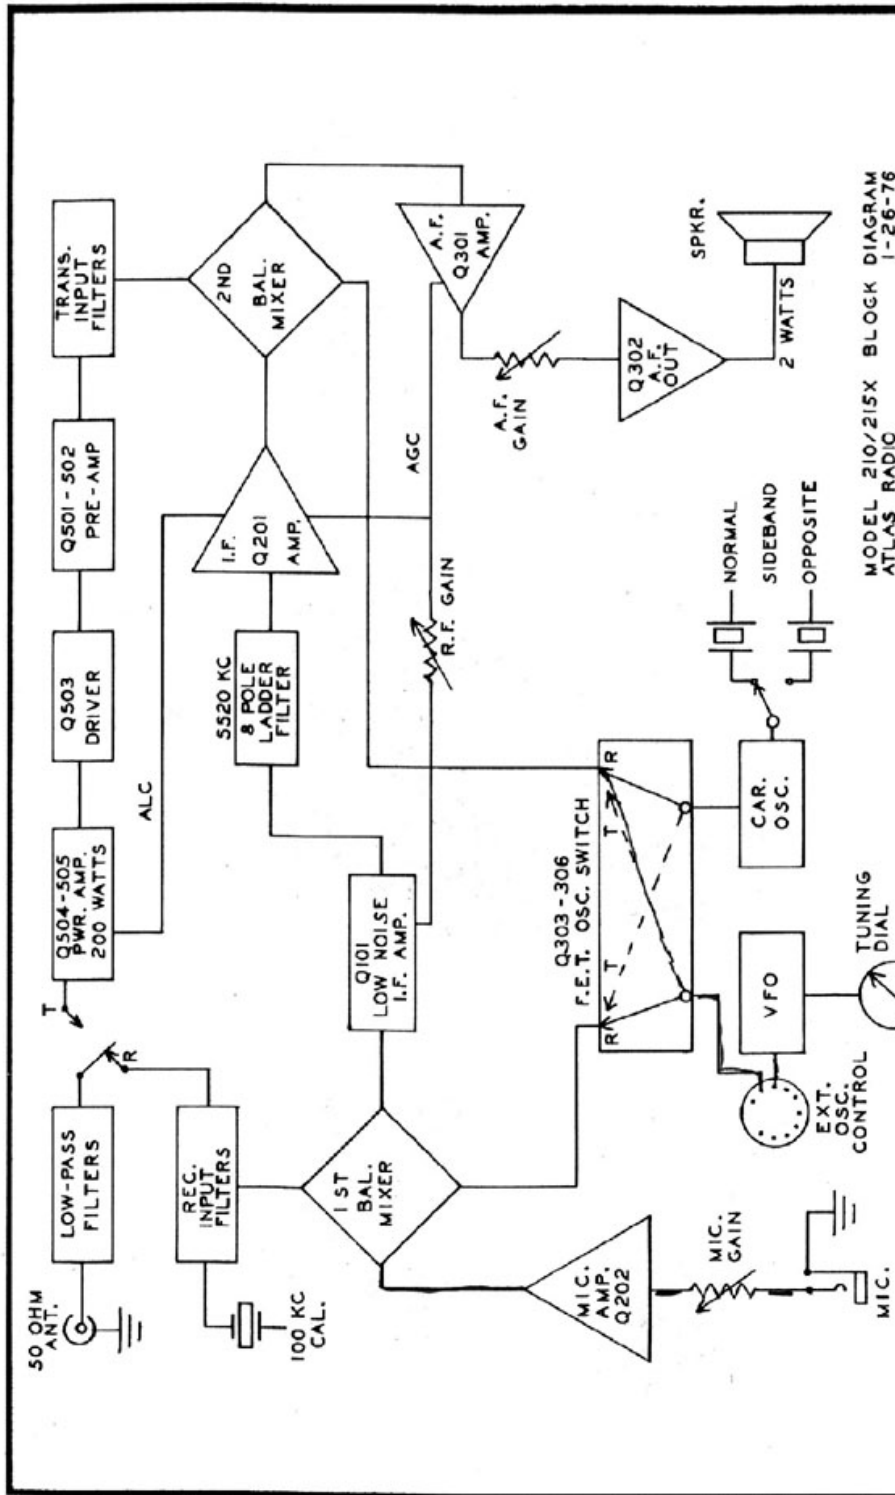 50 OHM
ANT.
LOW-PASS
FILTERS
T
R
Q504-505
PWR. AMP.
200 WATTS
Q503
DRIVER
Q501-502
PRE-AMP
TRANS.
INPUT
FILTERS
ALC
REC.
INPUT
FILTERS
100 KC
CAL.
1 ST
BAL.
MIXER
Q101
LOW NOISE
I.F. AMP.
5520 KC
8 POLE
LADDER
FILTER
I.F.
Q201
AMP.
2ND
BAL.
MIXER
AGC
R.F. GAIN
A.F.
Q301
AMP.
A.F.
GAIN
Q302
A.F.
OUT
2 WATTS
SPKR.
Q303-306
F.E.T. OSC. SWITCH
R
T
T
R
MIC.
AMP.
Q202
MIC.
GAIN
MIC.
EXT.
OSC.
CONTROL
VFO
TUNING
DIAL
CAR.
OSC.
NORMAL
SIDEBAND
OPPOSITE
MODEL 210/215X BLOCK DIAGRAM
ATLAS RADIO 1-26-76